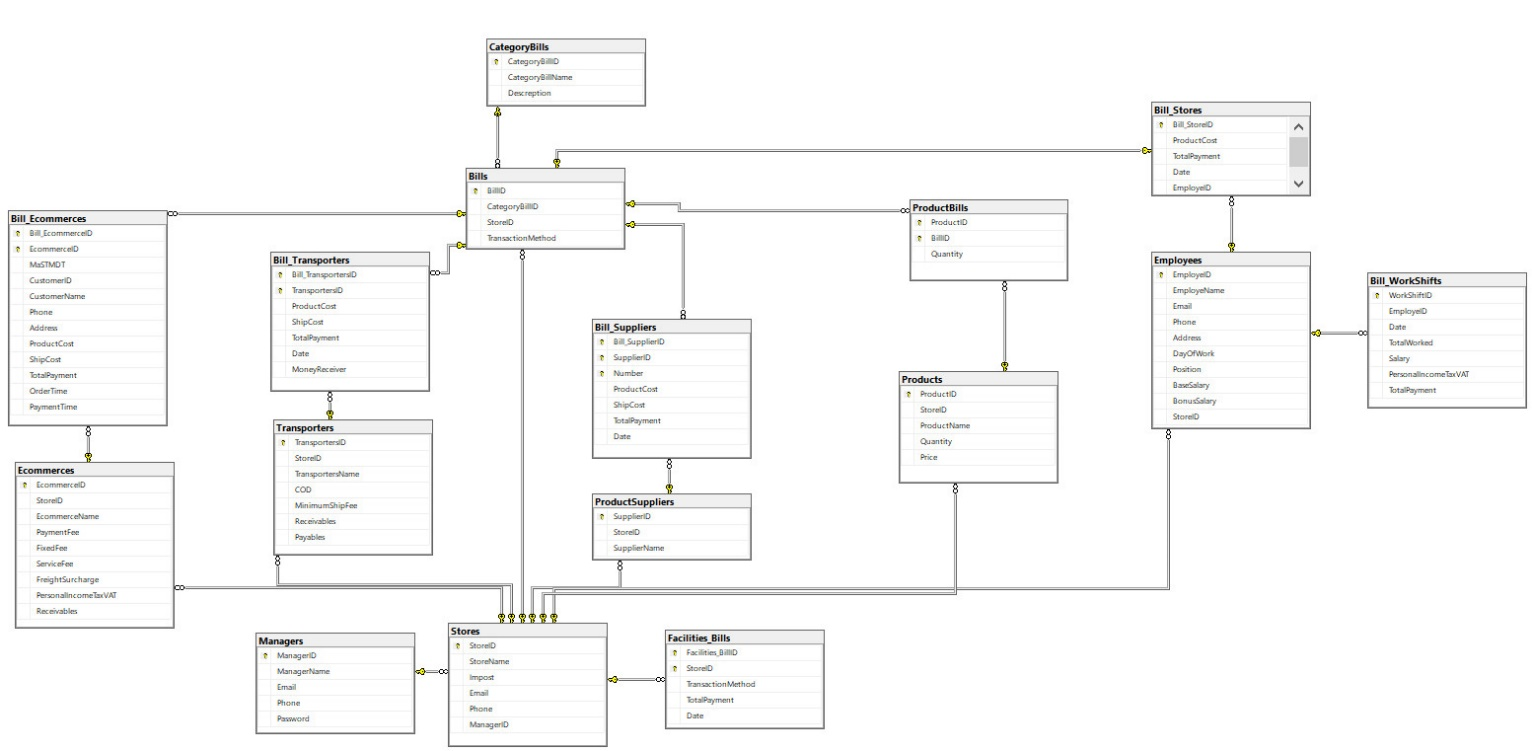 CategoryBills
CategoryBillID
CategoryBillName
Descreption
Bill_Stores
Bill_StoreID
ProductCost
TotalPayment
Date
EmployeID
Bills
BillID
CategoryBillID
StoreID
TransactionMethod
Bill_Ecommerces
Bill_EcommerceID
EcommerceID
MaSTMDT
CustomerID
CustomerName
Phone
Address
ProductCost
ShipCost
TotalPayment
OrderTime
PaymentTime
Bill_Transporters
Bill_TransportersID
TransportersID
ProductCost
ShipCost
TotalPayment
Date
MoneyReceiver
ProductBills
ProductID
BillID
Quantity
Employees
EmployeID
EmployeName
Email
Phone
Address
DayOfWork
Position
BaseSalary
BonusSalary
StoreID
Bill_WorkShifts
WorkShiftID
EmployeID
Date
TotalWorked
Salary
PersonalIncomeTaxVAT
TotalPayment
Bill_Suppliers
Bill_SupplierID
SupplierID
Number
ProductCost
ShipCost
TotalPayment
Date
Products
ProductID
StoreID
ProductName
Quantity
Price
Transporters
TransportersID
StoreID
TransportersName
COD
MinimumShipFee
Receivables
Payables
Ecommerces
EcommerceID
StoreID
EcommerceName
PaymentFee
FixedFee
ServiceFee
FreightSurcharge
PersonalIncomeTaxVAT
Receivables
ProductSuppliers
SupplierID
StoreID
SupplierName
Managers
ManagerID
ManagerName
Email
Phone
Password
Stores
StoreID
StoreName
Impost
Email
Phone
ManagerID
Facilities_Bills
Facilities_BillID
StoreID
TransactionMethod
TotalPayment
Date